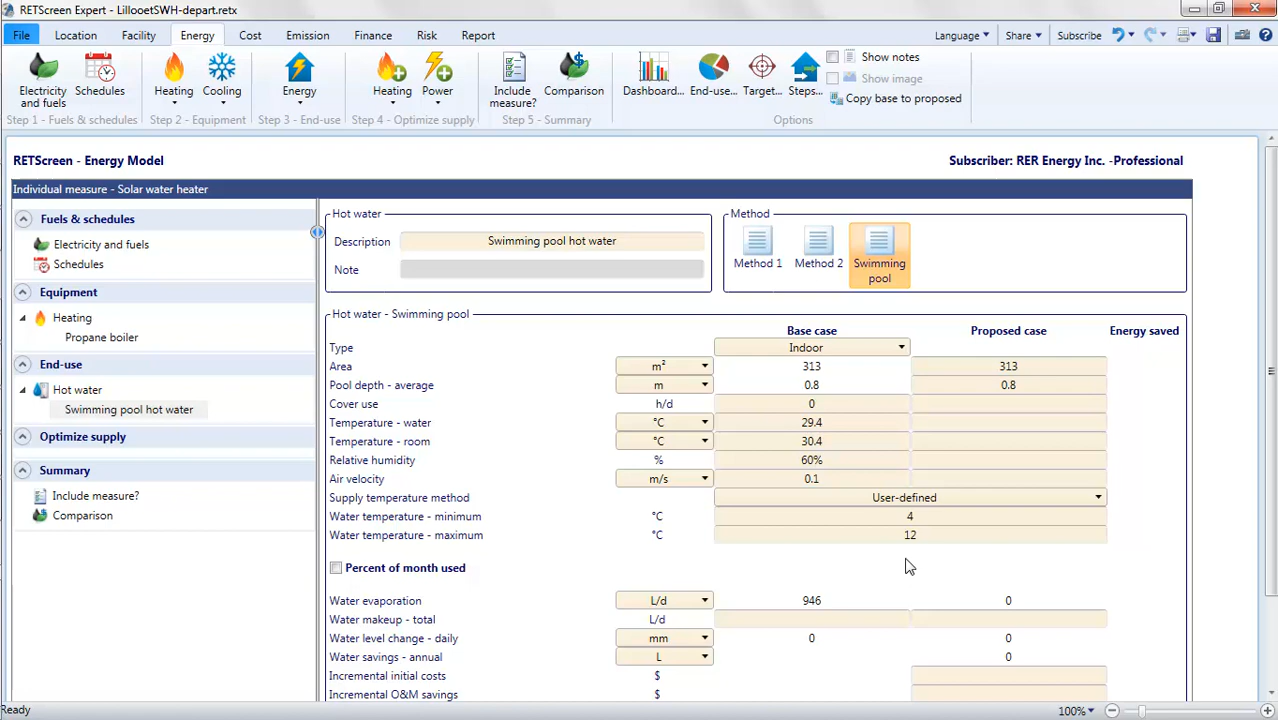 RETScreen Expert - LillooetSWH-depart.retx
File Location Facility Energy Cost Emission Finance Risk Report Language Share Subscribe
Electricity and fuels Schedules Heating Cooling Energy Heating Power Include measure? Comparison Dashboard... End-use... Target... Steps...
Show notes
Show image
Copy base to proposed
Step 1 - Fuels & schedules Step 2 - Equipment Step 3 - End-use Step 4 - Optimize supply Step 5 - Summary Options
RETScreen - Energy Model Subscriber: RER Energy Inc. -Professional
Individual measure - Solar water heater
Fuels & schedules
Electricity and fuels
Schedules
Equipment
Heating
Propane boiler
End-use
Hot water
Swimming pool hot water
Optimize supply
Summary
Include measure?
Comparison
Hot water
Description Swimming pool hot water
Note
Method
Method 1 Method 2 Swimming pool
Hot water - Swimming pool
Base case Proposed case Energy saved
Type Indoor
Area m² 313 313
Pool depth - average m 0.8 0.8
Cover use h/d 0
Temperature - water °C 29.4
Temperature - room °C 30.4
Relative humidity % 60%
Air velocity m/s 0.1
Supply temperature method User-defined
Water temperature - minimum °C 4
Water temperature - maximum °C 12
Percent of month used
Water evaporation L/d 946 0
Water makeup - total L/d
Water level change - daily mm 0 0
Water savings - annual L 0
Incremental initial costs $
Incremental O&M savings $
Ready 100%